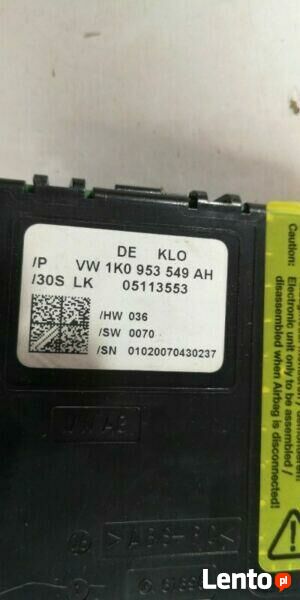 DE KLO
/P VW 1K0 953 549 AH
/30S LK 05113553
/HW 036
/SW 0070
/SN 01020070430237
Caution:
Electronic unit only to be assembled /
disassembled when Airbag is
disconnected!
Lento pl